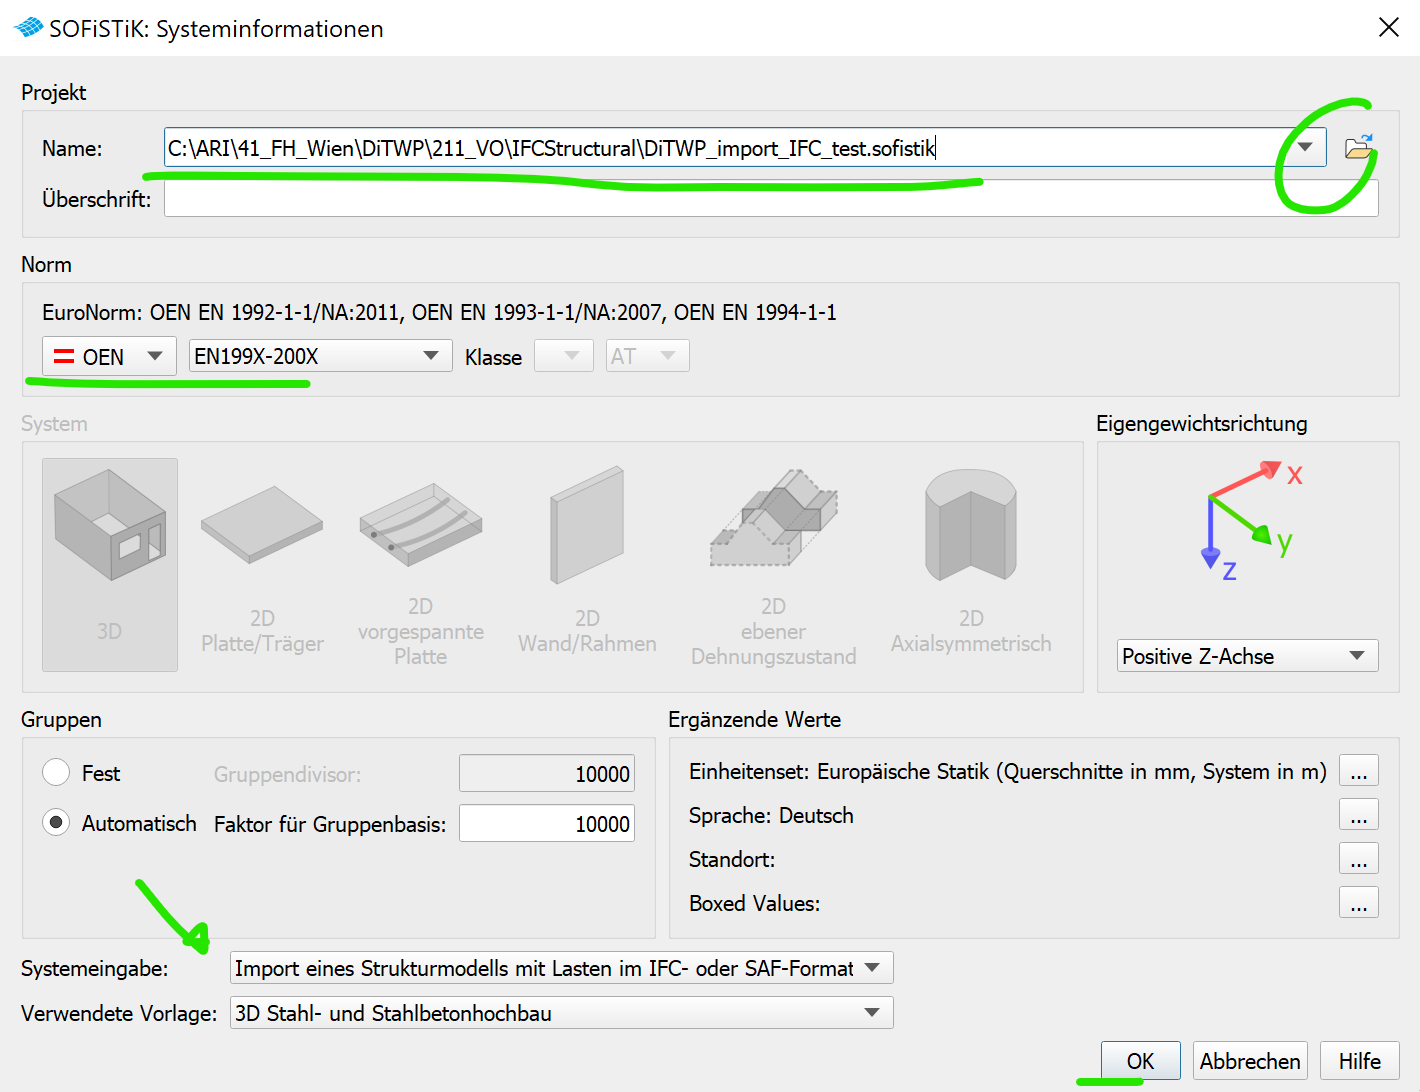 SOFiSTiK: Systeminformationen
Projekt
Name: C:\ARI\41_FH_Wien\DiTWP\211_VO\IFCStructural\DiTWP_import_IFC_test.sofistik
Überschrift:
Norm
EuroNorm: OEN EN 1992-1-1/NA:2011, OEN EN 1993-1-1/NA:2007, OEN EN 1994-1-1
OEN EN199X-200X Klasse AT
System
3D
2D
Platte/Träger
2D
vorgespannte
Platte
2D
Wand/Rahmen
2D
ebener
Dehnungszustand
2D
Axialsymmetrisch
Eigengewichtsrichtung
x
y
z
Positive Z-Achse
Gruppen
Fest Gruppendivisor: 10000
Automatisch Faktor für Gruppenbasis: 10000
Ergänzende Werte
Einheitenset: Europäische Statik (Querschnitte in mm, System in m) ...
Sprache: Deutsch ...
Standort: ...
Boxed Values: ...
Systemeingabe: Import eines Strukturmodells mit Lasten im IFC- oder SAF-Format
Verwendete Vorlage: 3D Stahl- und Stahlbetonhochbau
OK Abbrechen Hilfe